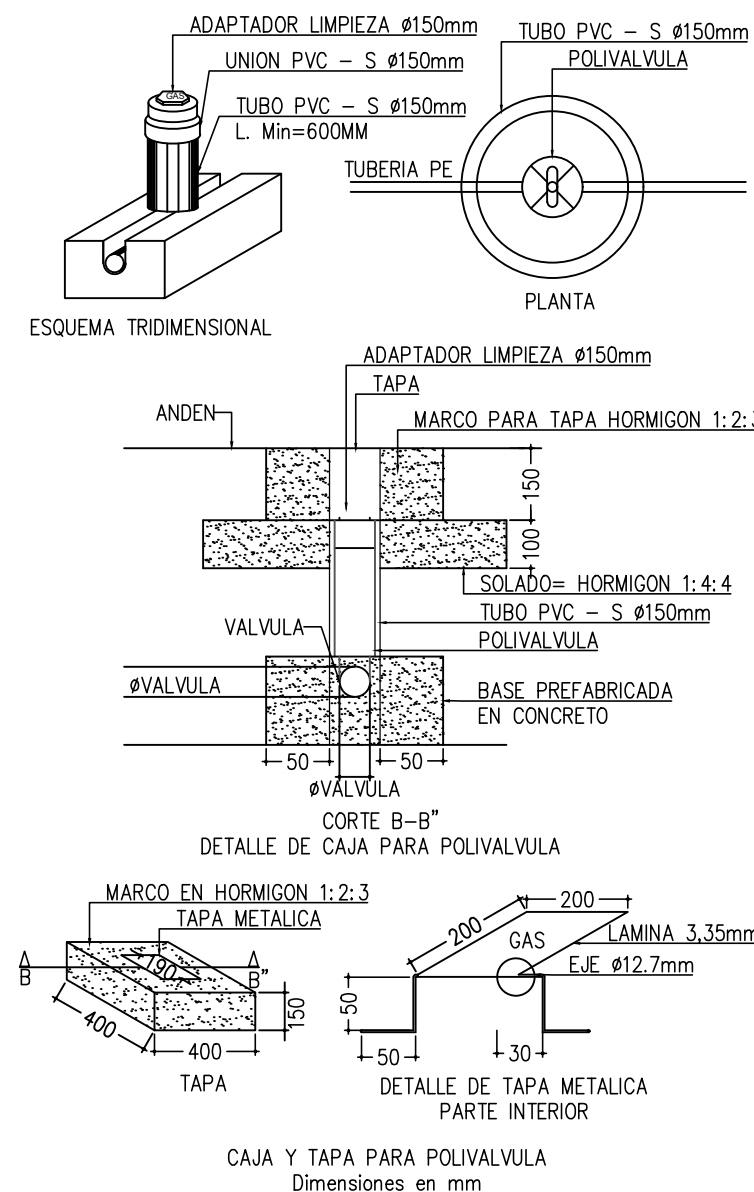 ADAPTADOR LIMPIEZA ø150mm
UNION PVC - S ø150mm
TUBO PVC - S ø150mm
L. Min=600MM
GAS
ESQUEMA TRIDIMENSIONAL
TUBO PVC - S ø150mm
POLIVALVULA
TUBERIA PE
PLANTA
ADAPTADOR LIMPIEZA ø150mm
TAPA
ANDEN
MARCO PARA TAPA HORMIGON 1:2:3
150
100
SOLADO= HORMIGON 1:4:4
TUBO PVC - S ø150mm
VALVULA
POLIVALVULA
øVALVULA
BASE PREFABRICADA
EN CONCRETO
50
50
øVALVULA
CORTE B-B"
DETALLE DE CAJA PARA POLIVALVULA
MARCO EN HORMIGON 1:2:3
TAPA METALICA
190
B
B"
150
400
400
TAPA
200
200
GAS
LAMINA 3,35mm
EJE ø12.7mm
50
50
30
DETALLE DE TAPA METALICA
PARTE INTERIOR
CAJA Y TAPA PARA POLIVALVULA
Dimensiones en mm